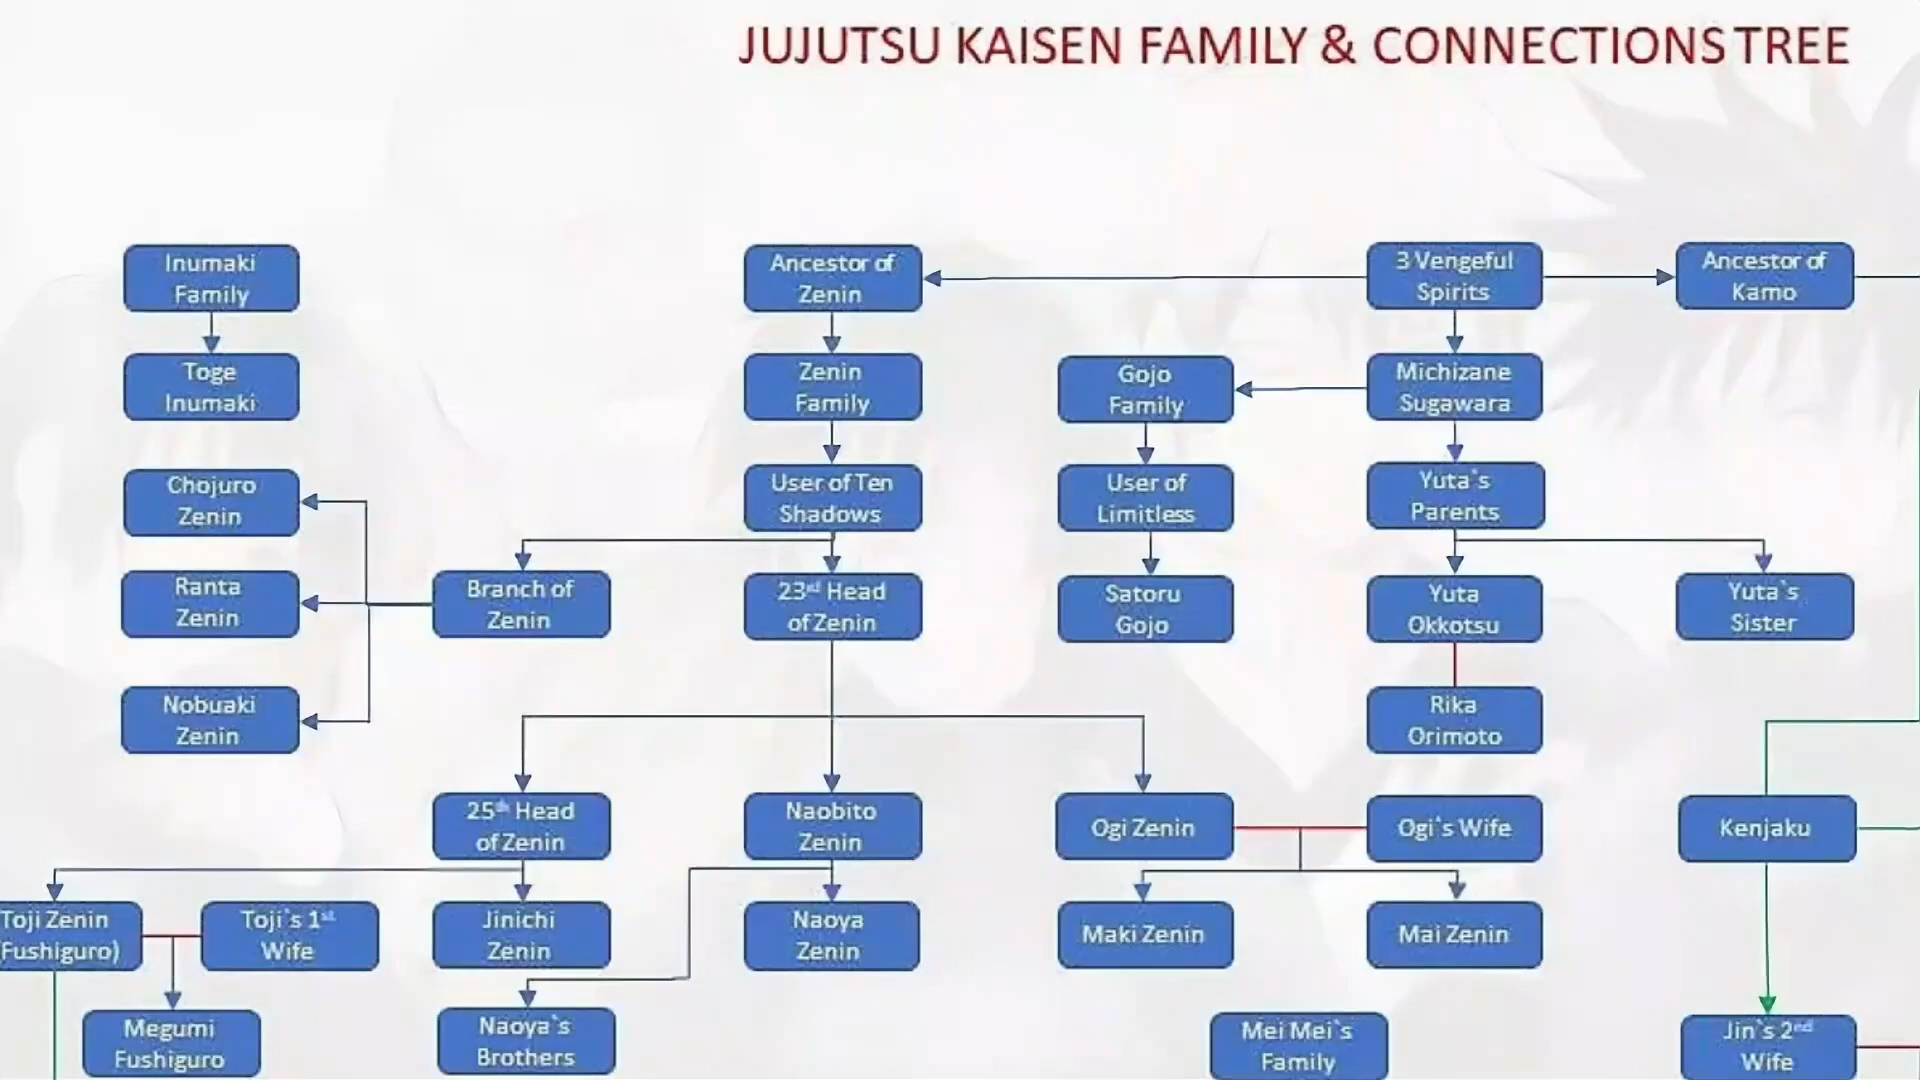 JUJUTSU KAISEN FAMILY & CONNECTIONS TREE
Inumaki
Family
Ancestor of
Zenin
3 Vengeful
Spirits
Ancestor of
Kamo
Toge
Inumaki
Zenin
Family
Gojo
Family
Michizane
Sugawara
Chojuro
Zenin
User of Ten
Shadows
User of
Limitless
Yuta`s
Parents
Ranta
Zenin
Branch of
Zenin
23rd Head
of Zenin
Satoru
Gojo
Yuta
Okkotsu
Yuta`s
Sister
Nobuaki
Zenin
Rika
Orimoto
25th Head
of Zenin
Naobito
Zenin
Ogi Zenin
Ogi`s Wife
Kenjaku
Toji Zenin
(Fushiguro)
Toji`s 1st
Wife
Jinichi
Zenin
Naoya
Zenin
Maki Zenin
Mai Zenin
Megumi
Fushiguro
Naoya`s
Brothers
Mei Mei`s
Family
Jin`s 2nd
Wife